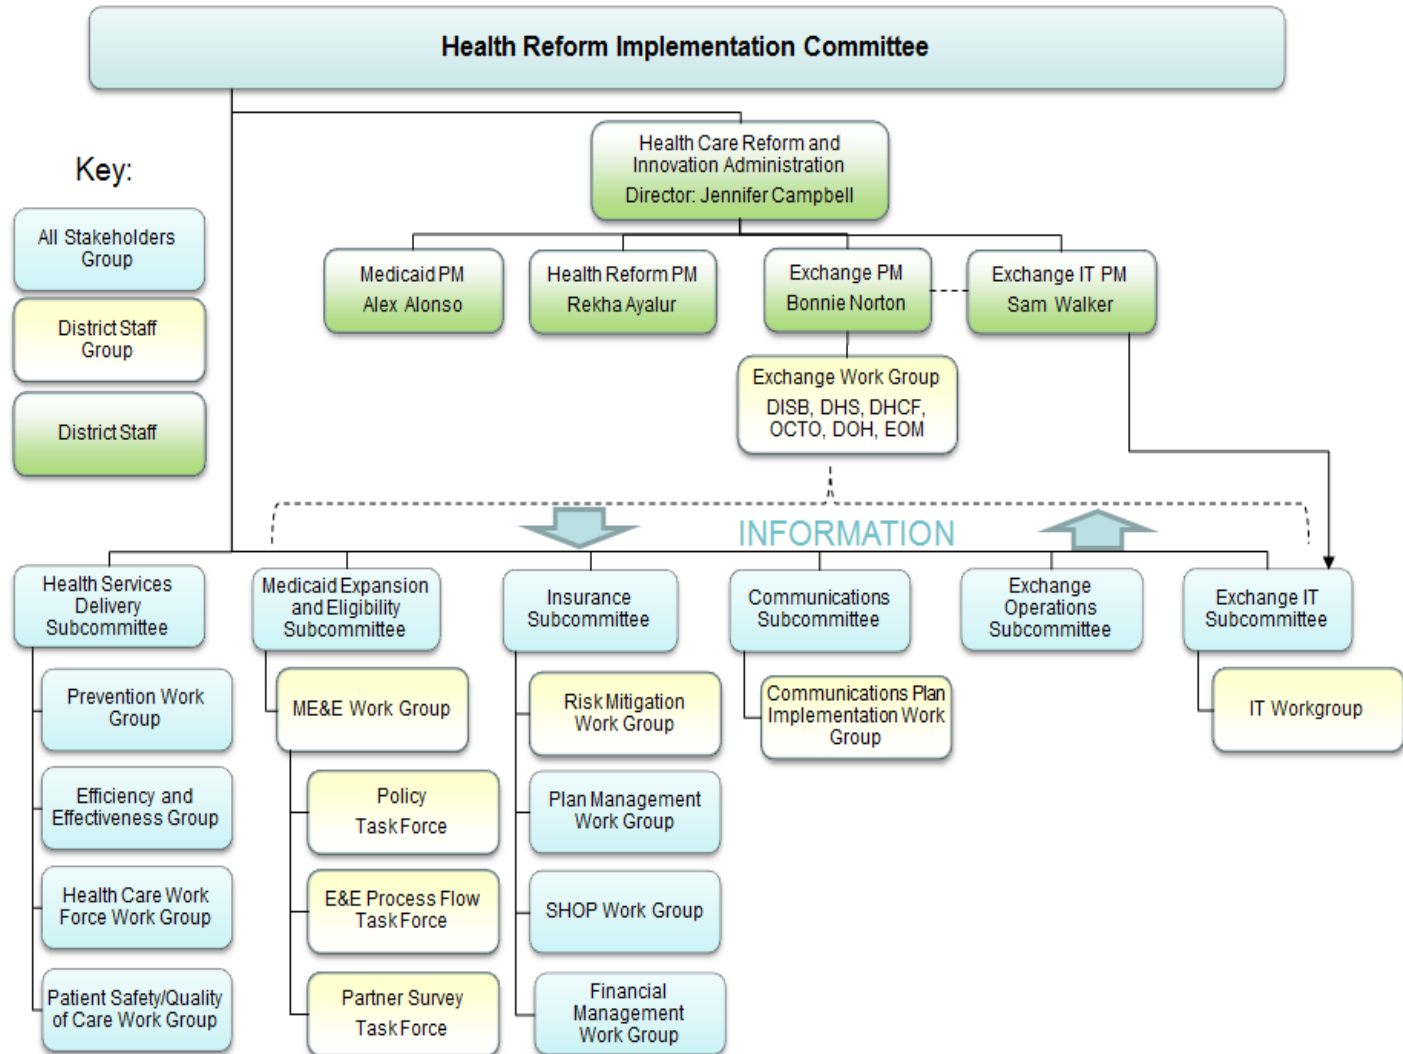 Health Reform Implementation Committee
Health Care Reform and
Innovation Administration
Director: Jennifer Campbell
Key:
All Stakeholders
Group
District Staff
Group
District Staff
Medicaid PM
Alex Alonso
Health Reform PM
Rekha Ayalur
Exchange PM
Bonnie Norton
Exchange IT PM
Sam Walker
Exchange Work Group
DISB, DHS, DHCF,
OCTO, DOH, EOM
INFORMATION
Health Services
Delivery
Subcommittee
Medicaid Expansion
and Eligibility
Subcommittee
Insurance
Subcommittee
Communications
Subcommittee
Exchange
Operations
Subcommittee
Exchange IT
Subcommittee
Prevention Work
Group
Efficiency and
Effectiveness Group
Health Care Work
Force Work Group
Patient Safety/Quality
of Care Work Group
ME&E Work Group
Policy
Task Force
E&E Process Flow
Task Force
Partner Survey
Task Force
Risk Mitigation
Work Group
Plan Management
Work Group
SHOP Work Group
Financial
Management
Work Group
Communications Plan
Implementation Work
Group
IT Workgroup